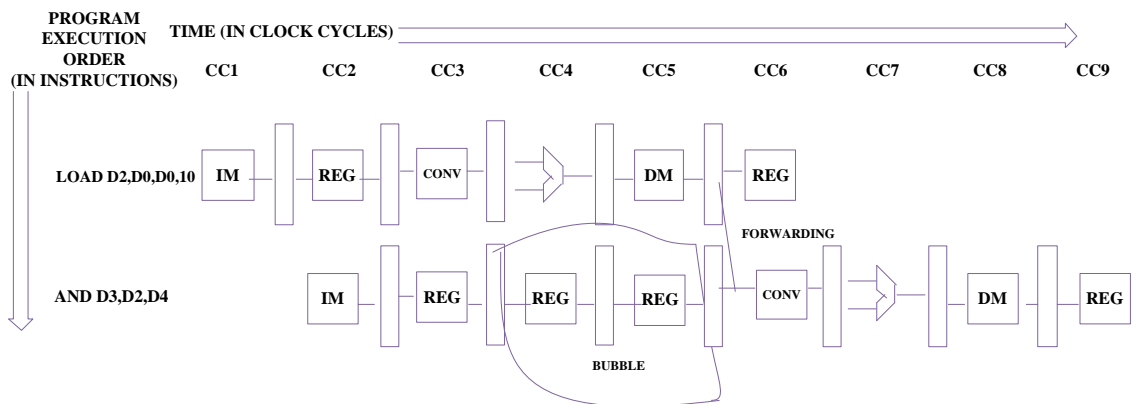 PROGRAM
EXECUTION
ORDER
(IN INSTRUCTIONS)
TIME (IN CLOCK CYCLES)
CC1 CC2 CC3 CC4 CC5 CC6 CC7 CC8 CC9
LOAD D2,D0,D0,10
IM REG CONV DM REG
FORWARDING
AND D3,D2,D4
IM REG REG REG CONV DM REG
BUBBLE